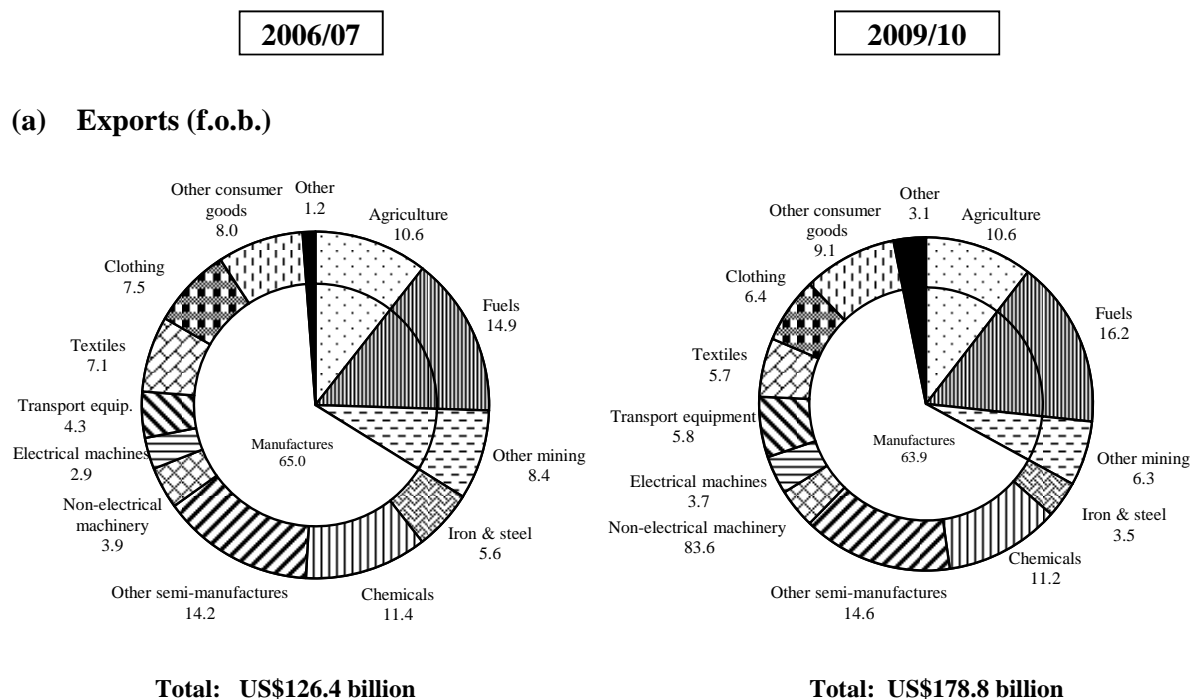 2006/07
2009/10
(a) Exports (f.o.b.)
Other consumer
goods
8.0
Other
1.2
Agriculture
10.6
Fuels
14.9
Other mining
8.4
Iron & steel
5.6
Chemicals
11.4
Other semi-manufactures
14.2
Non-electrical
machinery
3.9
Electrical machines
2.9
Transport equip.
4.3
Textiles
7.1
Clothing
7.5
Manufactures
65.0
Total: US$126.4 billion
Other consumer
goods
9.1
Other
3.1
Agriculture
10.6
Fuels
16.2
Other mining
6.3
Iron & steel
3.5
Chemicals
11.2
Other semi-manufactures
14.6
Non-electrical machinery
83.6
Electrical machines
3.7
Transport equipment
5.8
Textiles
5.7
Clothing
6.4
Manufactures
63.9
Total: US$178.8 billion